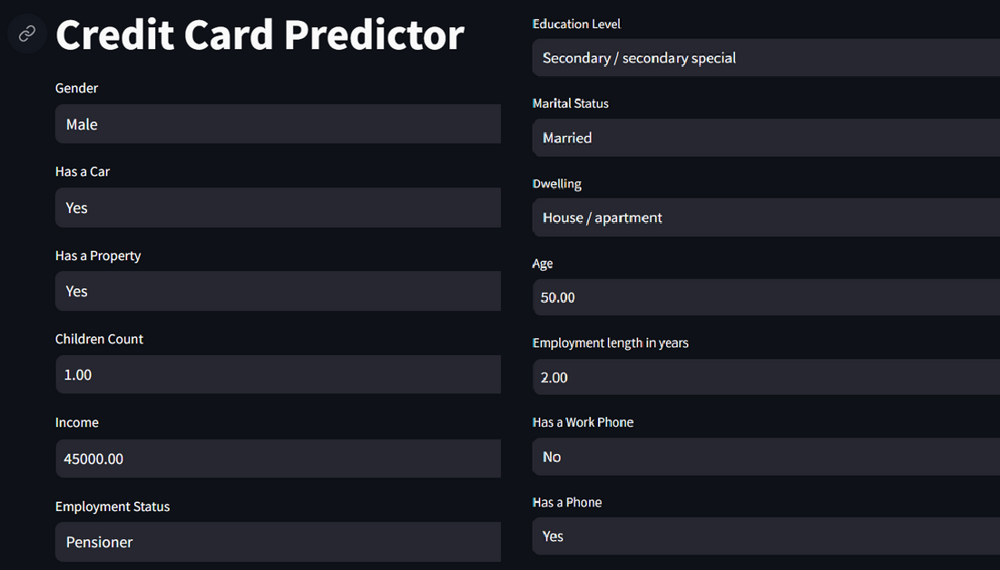 Credit Card Predictor
Gender
Male
Has a Car
Yes
Has a Property
Yes
Children Count
1.00
Income
45000.00
Employment Status
Pensioner
Education Level
Secondary / secondary special
Marital Status
Married
Dwelling
House / apartment
Age
50.00
Employment length in years
2.00
Has a Work Phone
No
Has a Phone
Yes